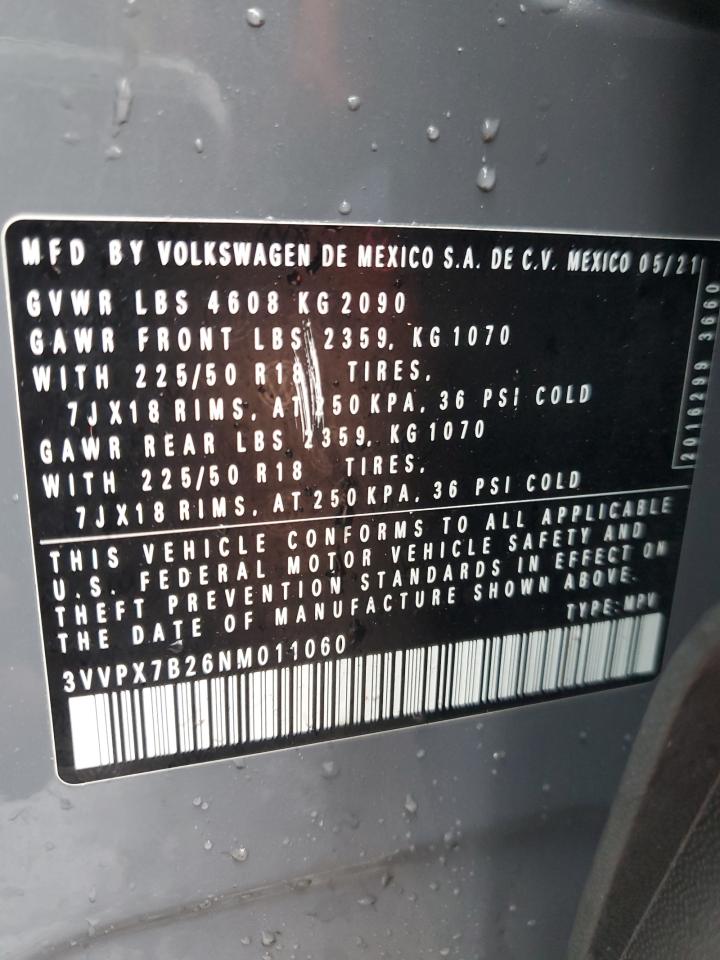 MFD BY VOLKSWAGEN DE MEXICO S.A. DE C.V. MEXICO 05/21
GVWR LBS 4608 KG 2090
GAWR FRONT LBS 2359, KG 1070
WITH 225/50 R18 TIRES,
7JX18 RIMS, AT 250 KPA, 36 PSI COLD
GAWR REAR LBS 2359, KG 1070
WITH 225/50 R18 TIRES,
7JX18 RIMS, AT 250 KPA, 36 PSI COLD
THIS VEHICLE CONFORMS TO ALL APPLICABLE
U.S. FEDERAL MOTOR VEHICLE SAFETY AND
THEFT PREVENTION STANDARDS IN EFFECT ON
THE DATE OF MANUFACTURE SHOWN ABOVE.
TYPE: MPV
3VVPX7B26NM011060
2016299 3660